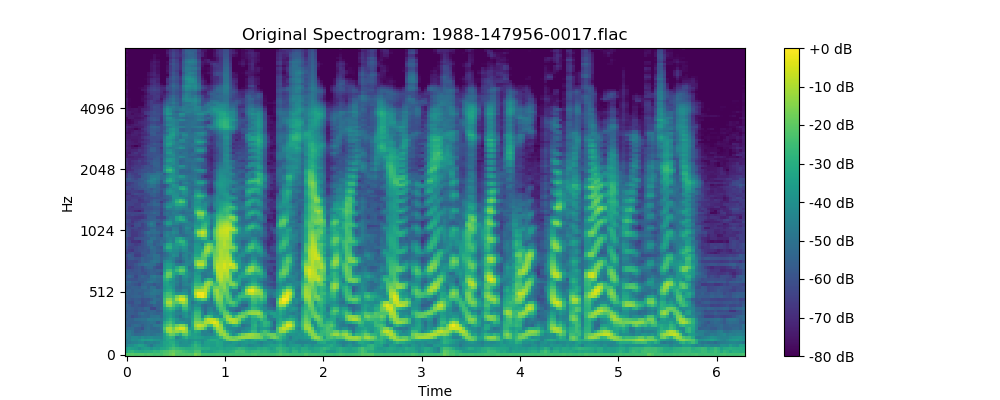 Original Spectrogram: 1988-147956-0017.flac
+0 dB
-10 dB
-20 dB
-30 dB
-40 dB
-50 dB
-60 dB
-70 dB
-80 dB
Hz
4096
2048
1024
512
0
0 1 2 3 4 5 6
Time